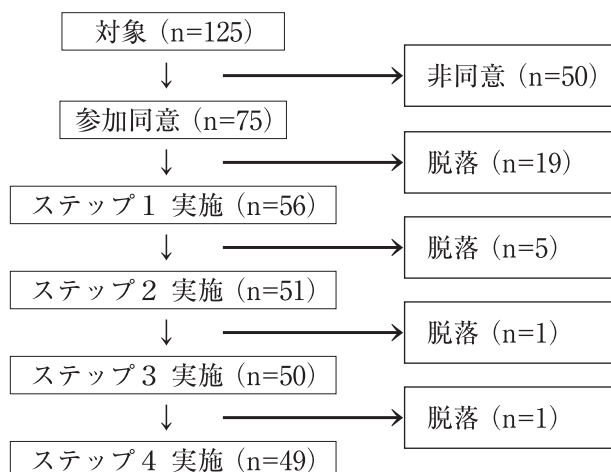 対象 (n=125)
非同意 (n=50)
参加同意 (n=75)
脱落 (n=19)
ステップ1 実施 (n=56)
脱落 (n=5)
ステップ2 実施 (n=51)
脱落 (n=1)
ステップ3 実施 (n=50)
脱落 (n=1)
ステップ4 実施 (n=49)